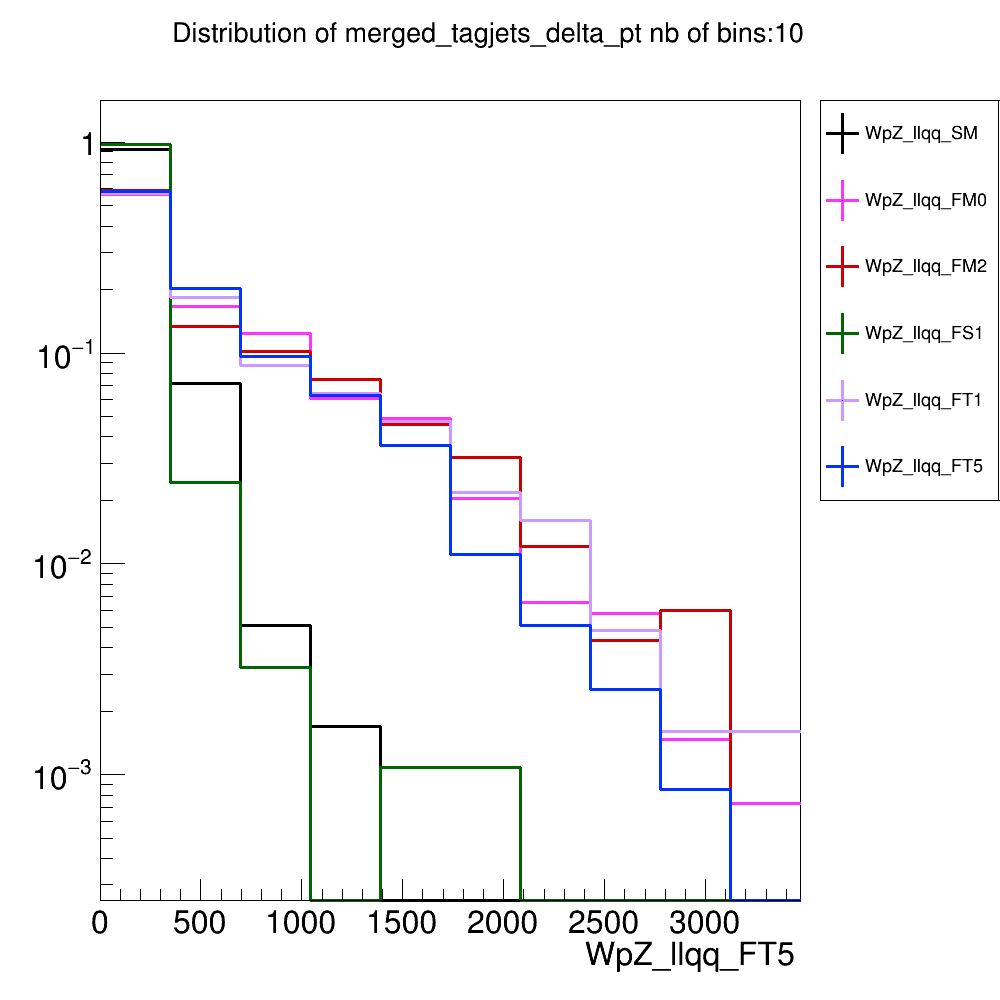 Distribution of merged_tagjets_delta_pt nb of bins:10
1
10−1
10−2
10−3
0 500 1000 1500 2000 2500 3000
WpZ_llqq_FT5
WpZ_llqq_SM
WpZ_llqq_FM0
WpZ_llqq_FM2
WpZ_llqq_FS1
WpZ_llqq_FT1
WpZ_llqq_FT5